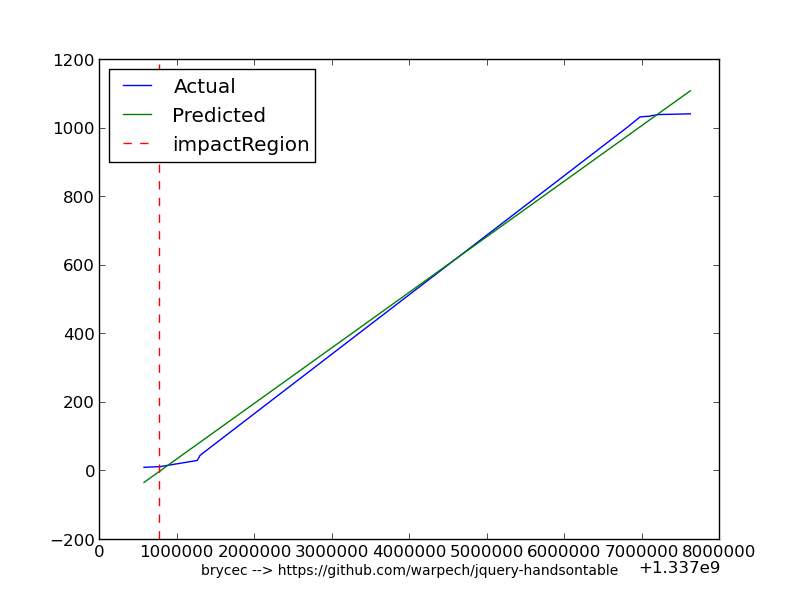 1200
1000
800
600
400
200
0
−200
Actual
Predicted
impactRegion
0 1000000 2000000 3000000 4000000 5000000 6000000 7000000 8000000
+1.337e9
brycec --> https://github.com/warpech/jquery-handsontable